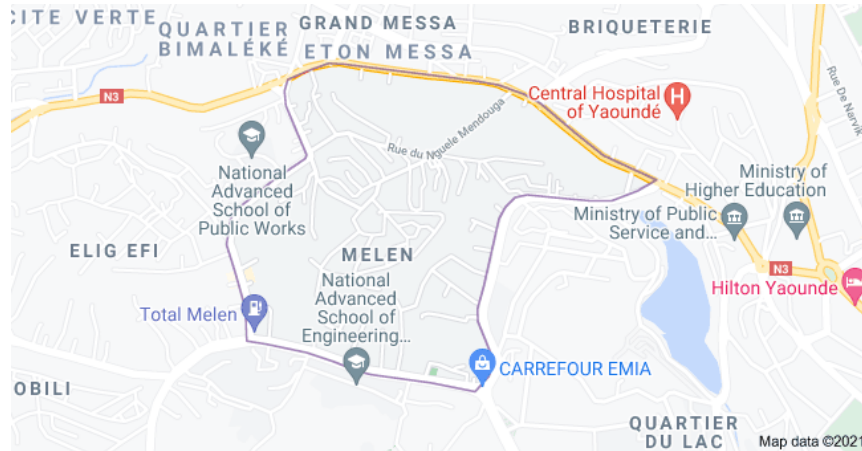 CITE VERTE
QUARTIER
BIMALÉKÉ
GRAND MESSA
ETON MESSA
BRIQUETERIE
N3
Central Hospital
of Yaoundé
H
Rue De Narvik
Rue du Nguele Mendouga
National
Advanced
School of
Public Works
Ministry of
Higher Education
Ministry of Public
Service and...
ELIG EFI
MELEN
N3
National
Advanced
School of
Engineering...
Hilton Yaounde
Total Melen
CARREFOUR EMIA
OBILI
QUARTIER
DU LAC
Map data ©2021